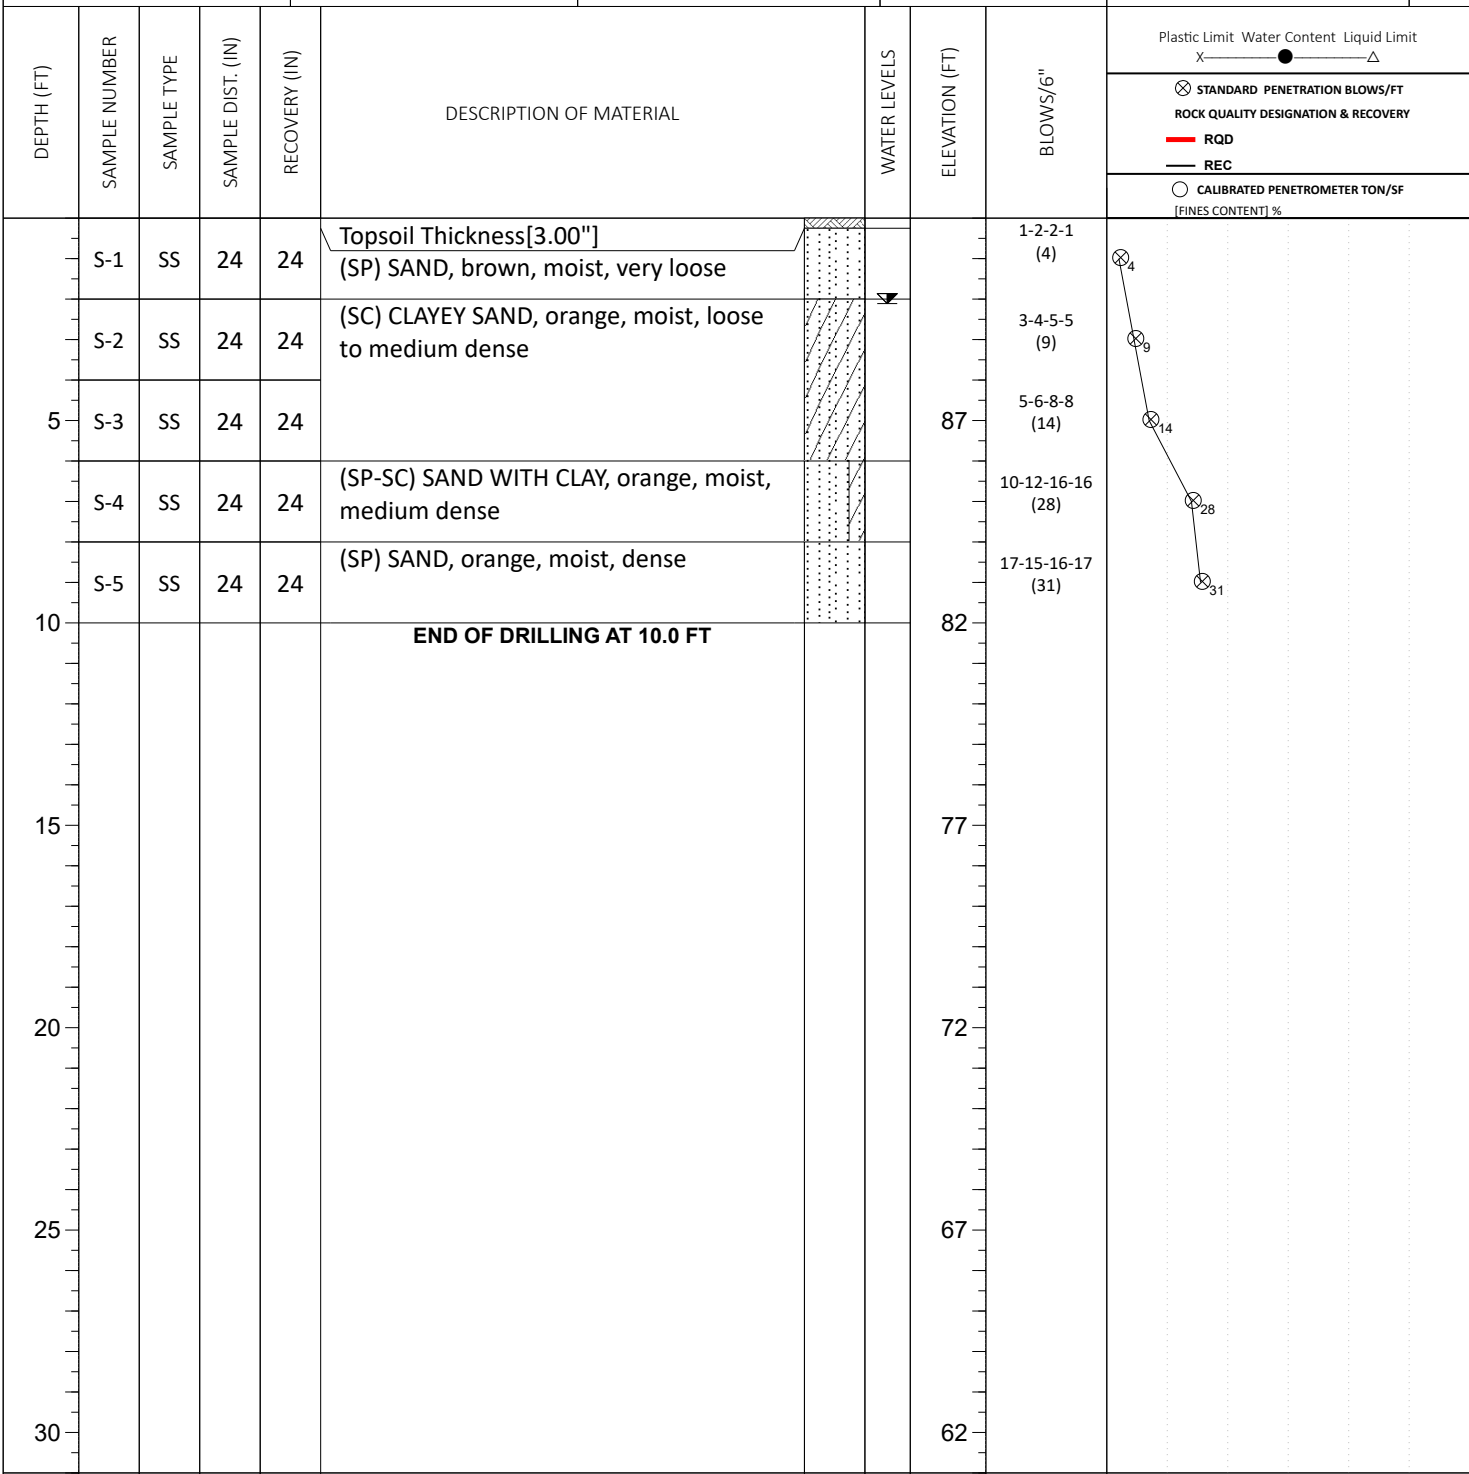 DEPTH (FT)
SAMPLE NUMBER
SAMPLE TYPE
SAMPLE DIST. (IN)
RECOVERY (IN)
DESCRIPTION OF MATERIAL
WATER LEVELS
ELEVATION (FT)
BLOWS/6"
Plastic Limit Water Content Liquid Limit
X
STANDARD PENETRATION BLOWS/FT
ROCK QUALITY DESIGNATION & RECOVERY
RQD
REC
CALIBRATED PENETROMETER TON/SF
[FINES CONTENT] %
Topsoil Thickness[3.00"]
S-1 SS 24 24
(SP) SAND, brown, moist, very loose
1-2-2-1
(4)
4
S-2 SS 24 24
(SC) CLAYEY SAND, orange, moist, loose
to medium dense
3-4-5-5
(9)
9
5
S-3 SS 24 24
87
5-6-8-8
(14)
14
S-4 SS 24 24
(SP-SC) SAND WITH CLAY, orange, moist,
medium dense
10-12-16-16
(28)
28
S-5 SS 24 24
(SP) SAND, orange, moist, dense
17-15-16-17
(31)
31
10
END OF DRILLING AT 10.0 FT
82
15
77
20
72
25
67
30
62